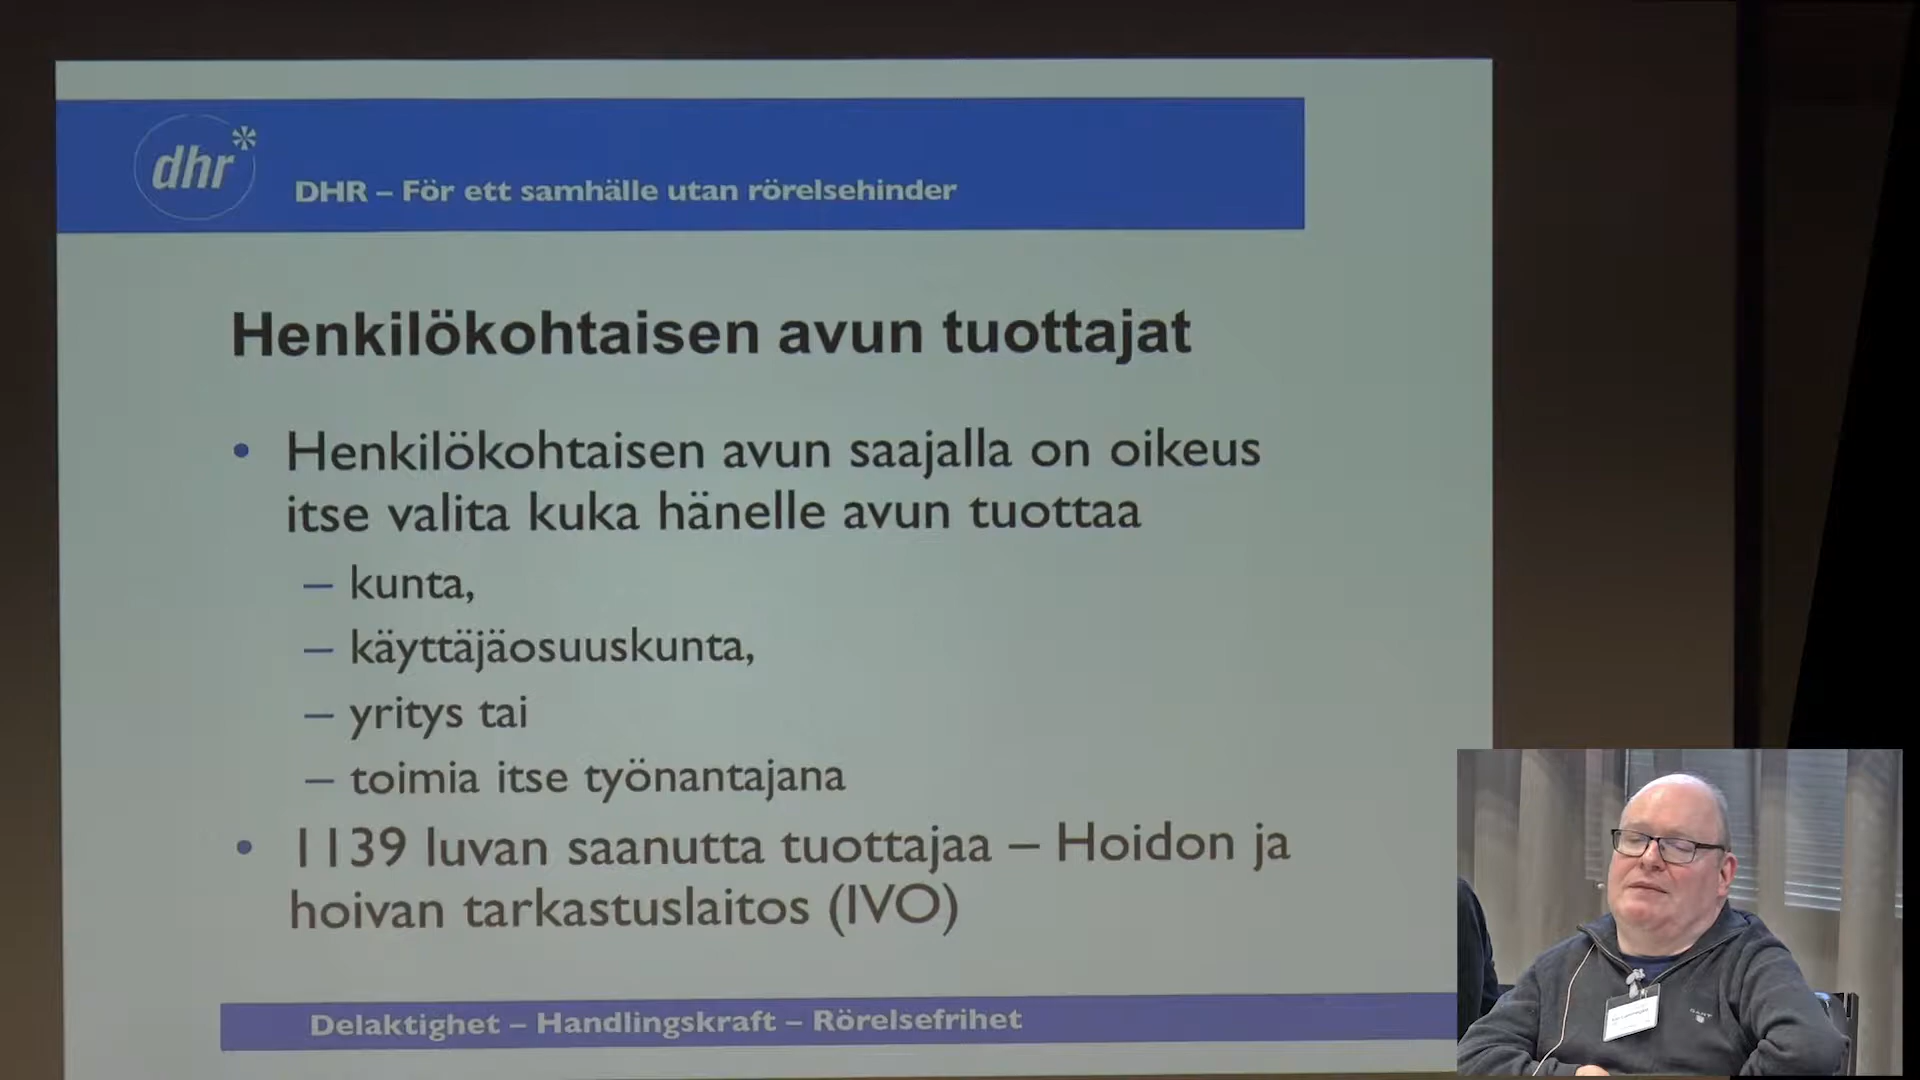 dhr
DHR – För ett samhälle utan rörelsehinder
Henkilökohtaisen avun tuottajat
• Henkilökohtaisen avun saajalla on oikeus
itse valita kuka hänelle avun tuottaa
– kunta,
– käyttäjäosuuskunta,
– yritys tai
– toimia itse työnantajana
• 1139 luvan saanutta tuottajaa – Hoidon ja
hoivan tarkastuslaitos (IVO)
Delaktighet – Handlingskraft – Rörelsefrihet
GANT